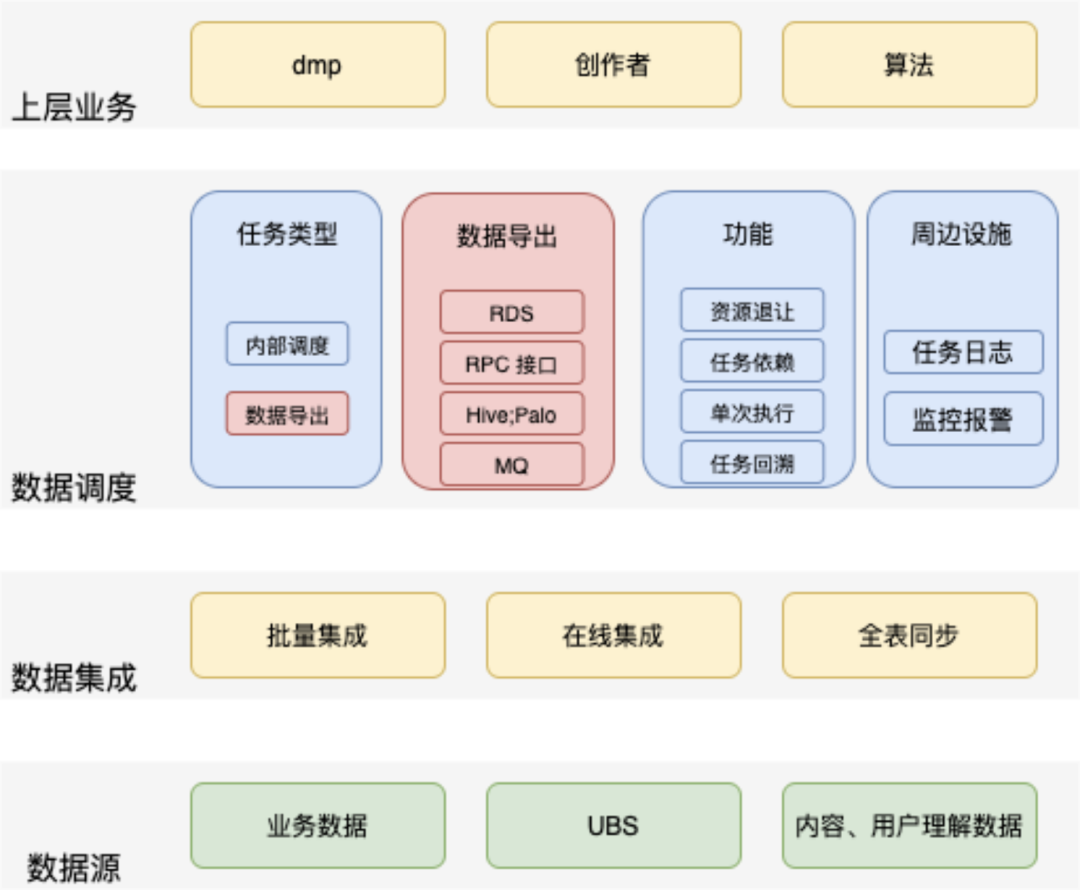 dmp
创作者
算法
上层业务
任务类型
内部调度
数据导出
数据导出
RDS
RPC 接口
Hive;Palo
MQ
功能
资源退让
任务依赖
单次执行
任务回溯
周边设施
任务日志
监控报警
数据调度
批量集成
在线集成
全表同步
数据集成
业务数据
UBS
内容、用户理解数据
数据源